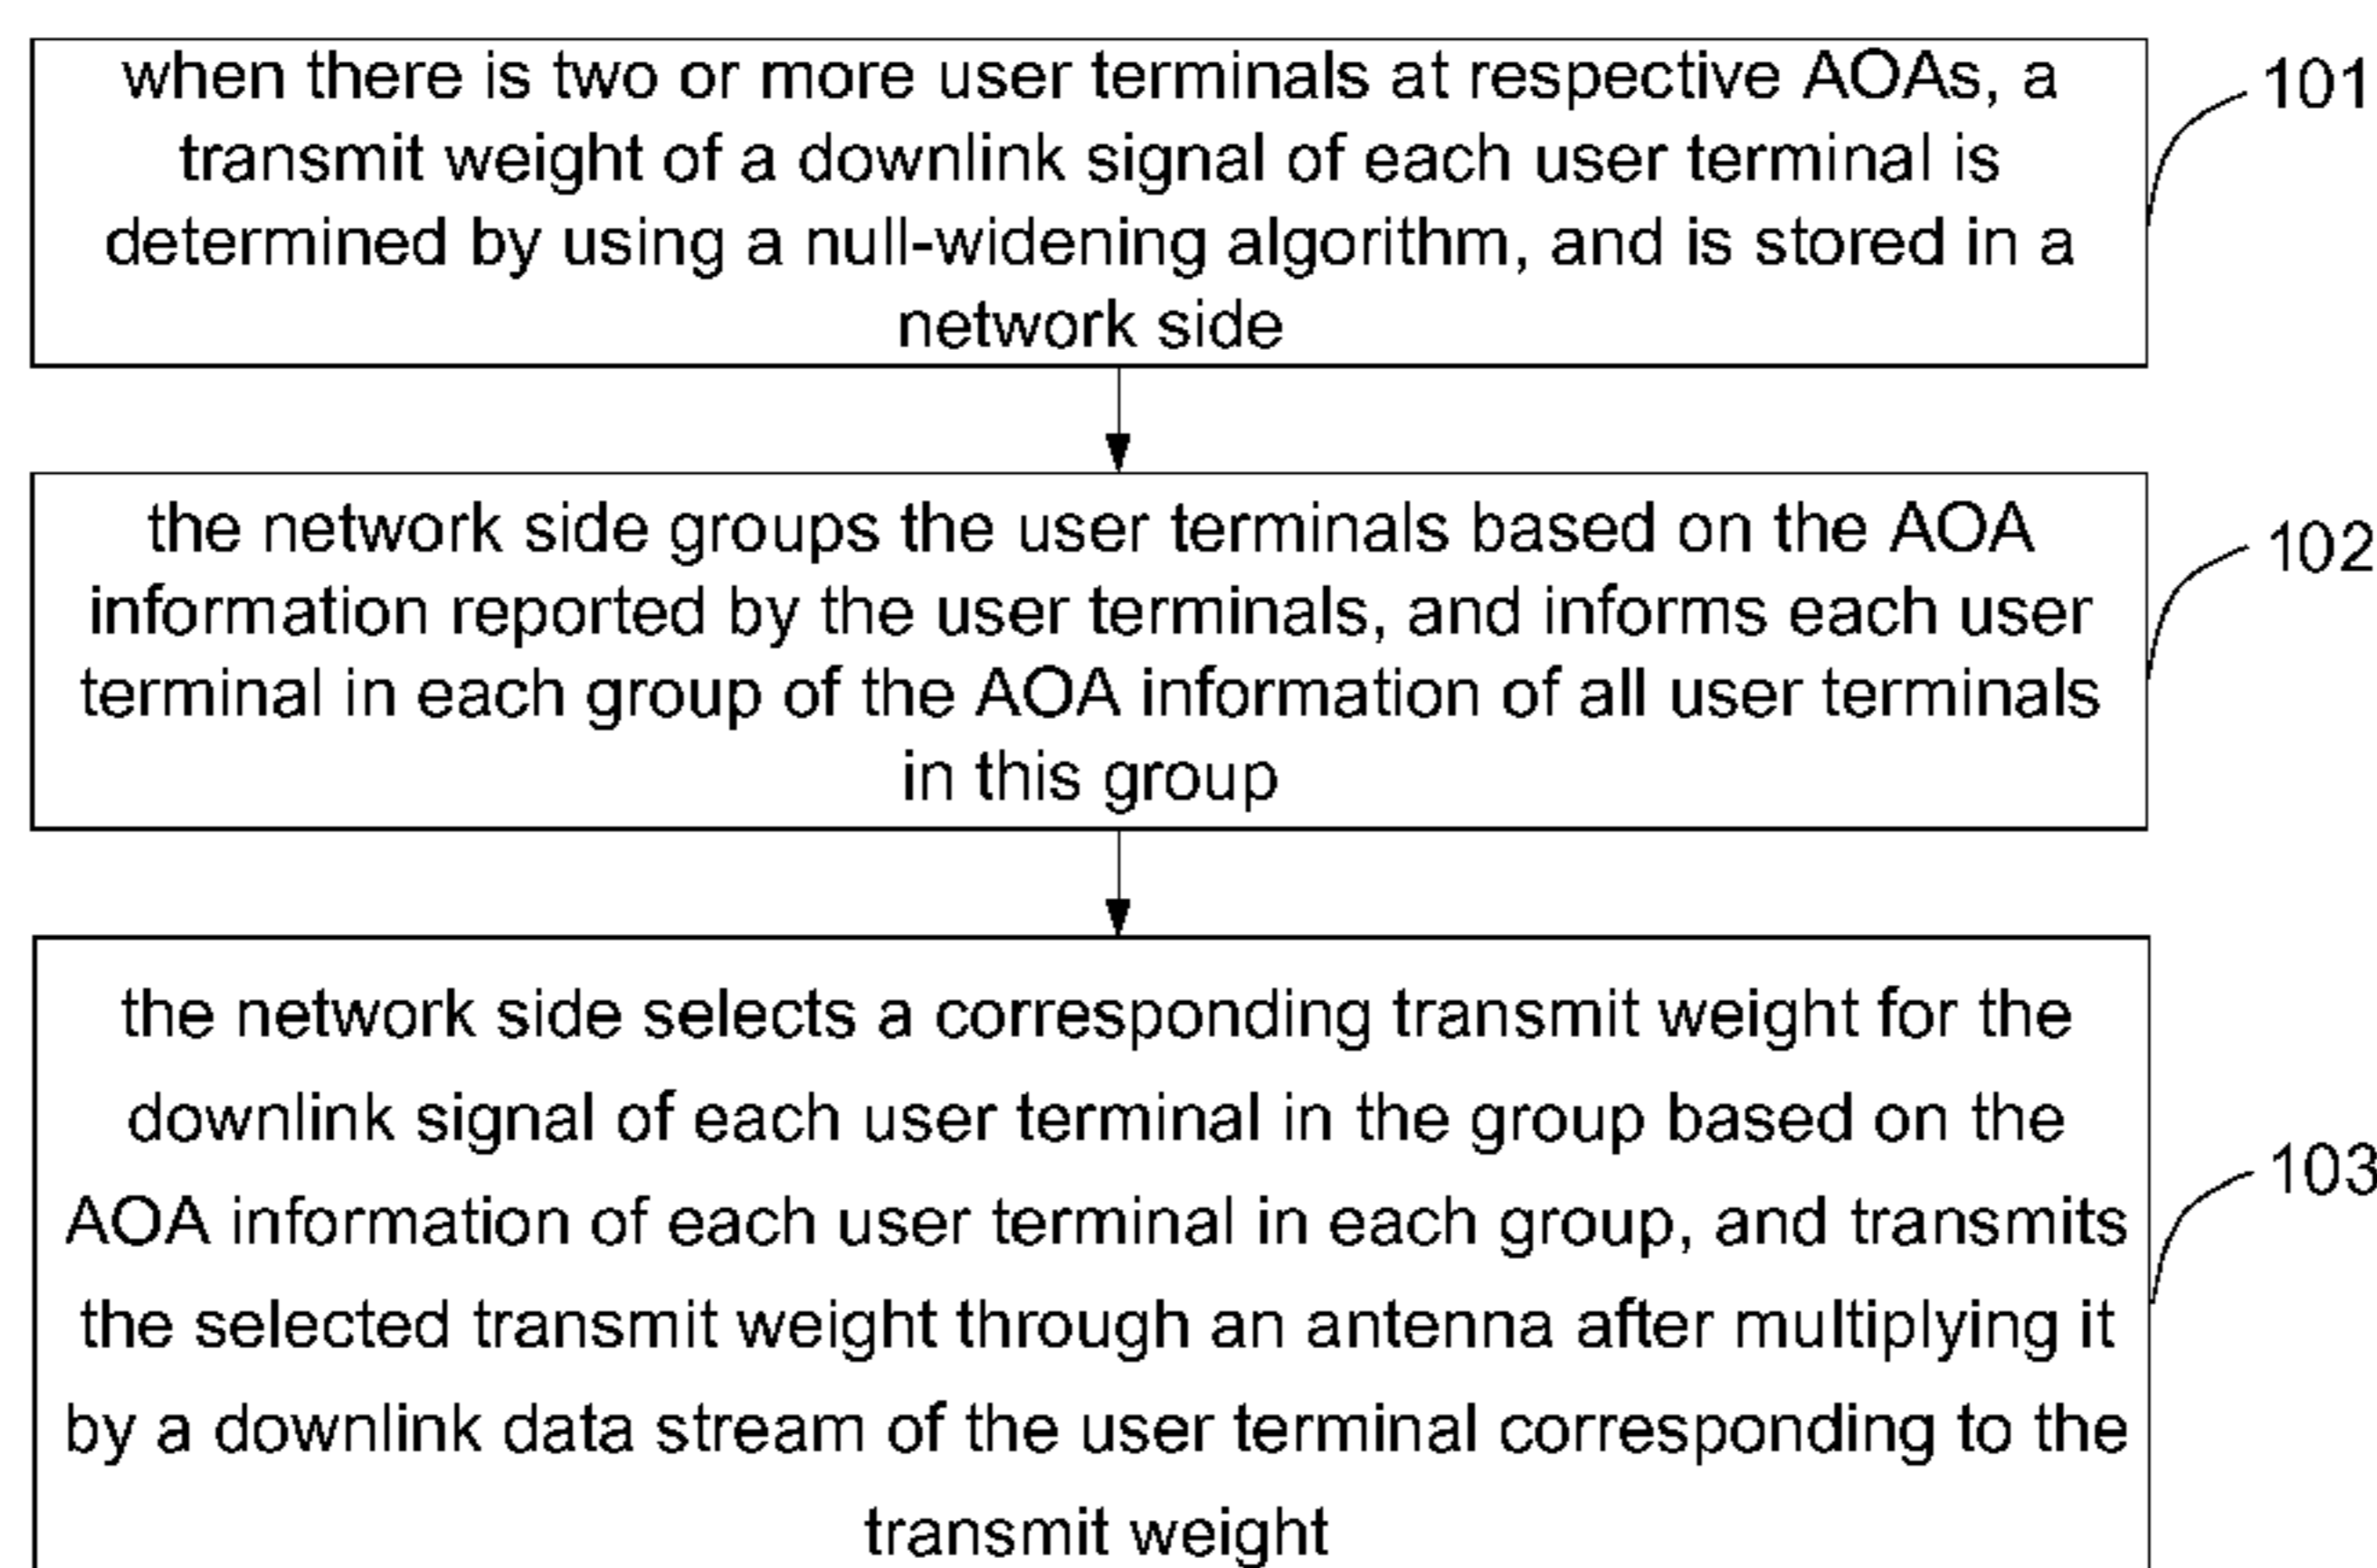 when there is two or more user terminals at respective AOAs, a
transmit weight of a downlink signal of each user terminal is
determined by using a null-widening algorithm, and is stored in a
network side
101
the network side groups the user terminals based on the AOA
information reported by the user terminals, and informs each user
terminal in each group of the AOA information of all user terminals
in this group
102
the network side selects a corresponding transmit weight for the
downlink signal of each user terminal in the group based on the
AOA information of each user terminal in each group, and transmits
the selected transmit weight through an antenna after multiplying it
by a downlink data stream of the user terminal corresponding to the
transmit weight
103